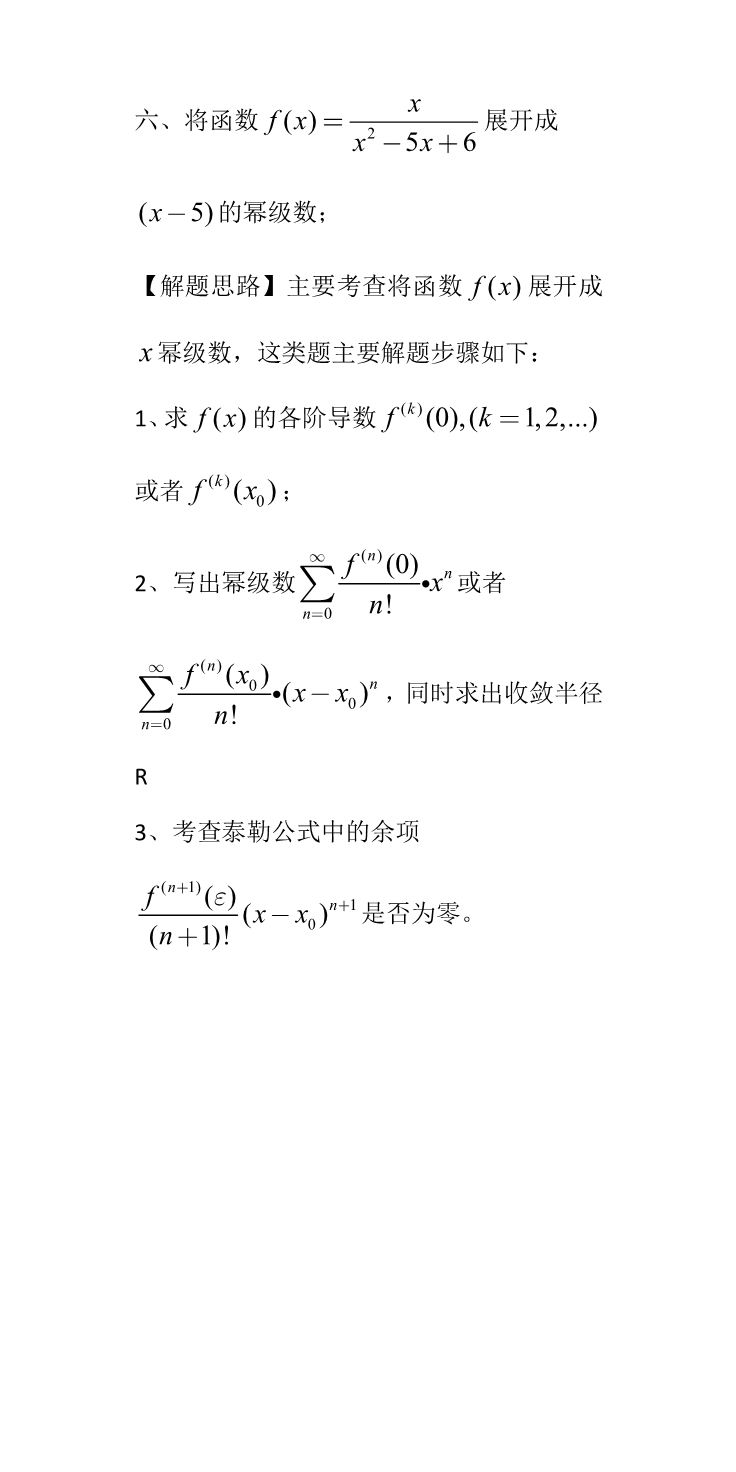 六、将函数 $f(x)=\dfrac{x}{x^2-5x+6}$ 展开成
$(x-5)$ 的幂级数；
【解题思路】主要考查将函数 $f(x)$ 展开成
$x$ 幂级数，这类题主要解题步骤如下：
1、求 $f(x)$ 的各阶导数 $f^{(k)}(0),(k=1,2,...)$
或者 $f^{(k)}(x_0)$；
2、写出幂级数 $\sum_{n=0}^{\infty}\dfrac{f^{(n)}(0)}{n!}\bullet x^n$ 或者
$\sum_{n=0}^{\infty}\dfrac{f^{(n)}(x_0)}{n!}\bullet(x-x_0)^n$，同时求出收敛半径
R
3、考查泰勒公式中的余项
$\dfrac{f^{(n+1)}(\varepsilon)}{(n+1)!}(x-x_0)^{n+1}$ 是否为零。